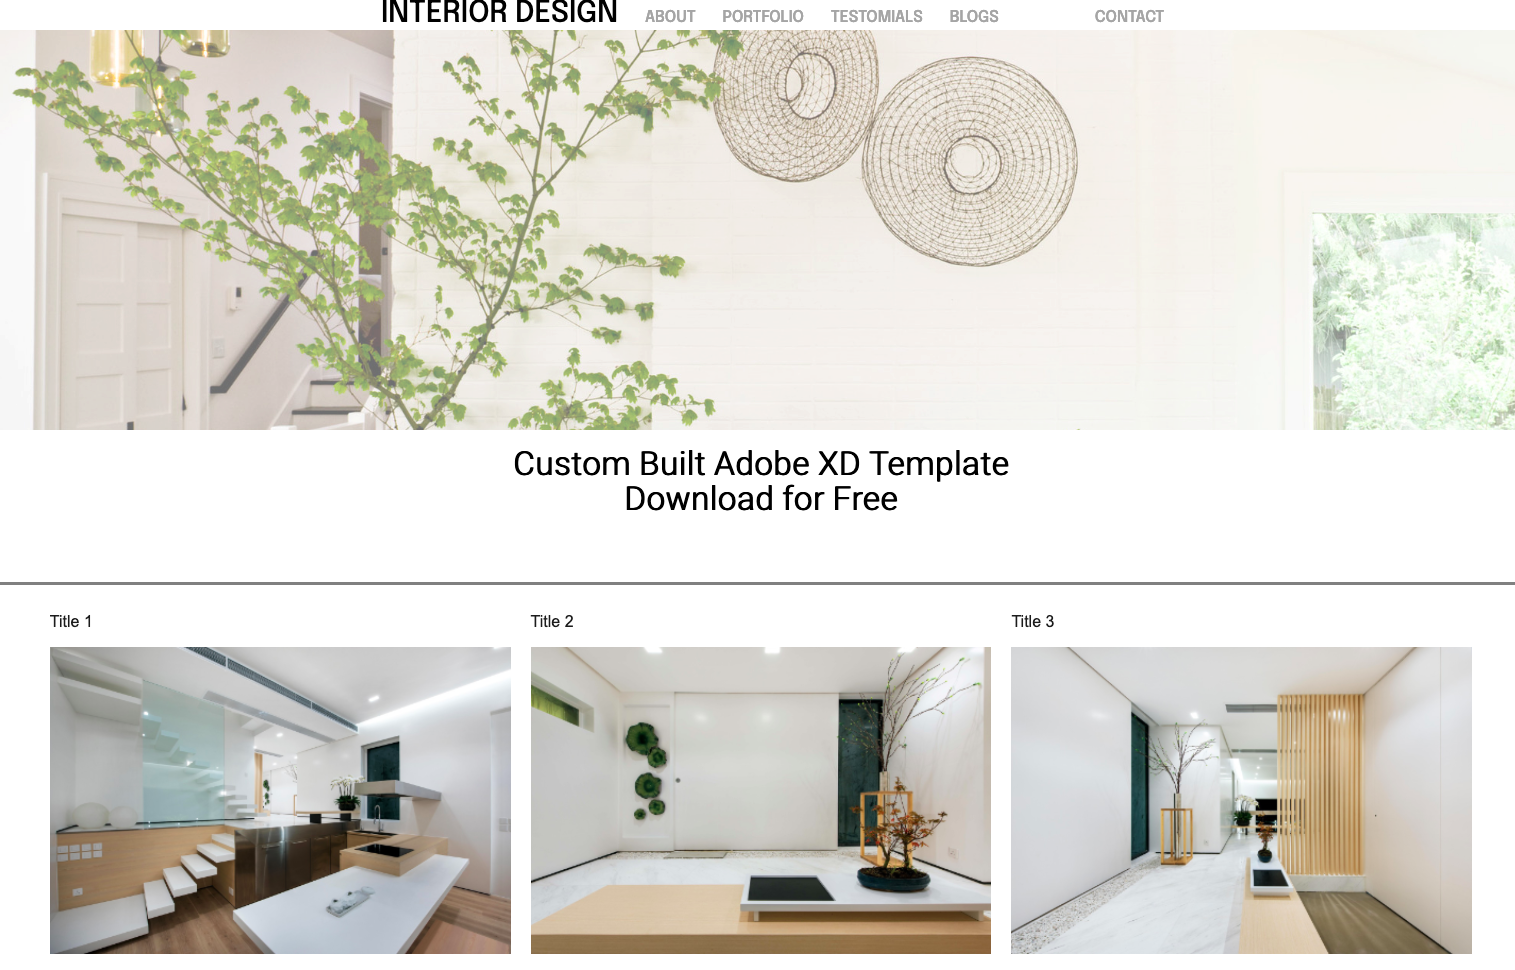 INTERIOR DESIGN ABOUT PORTFOLIO TESTOMIALS BLOGS CONTACT
Custom Built Adobe XD Template
Download for Free
Title 1 Title 2 Title 3